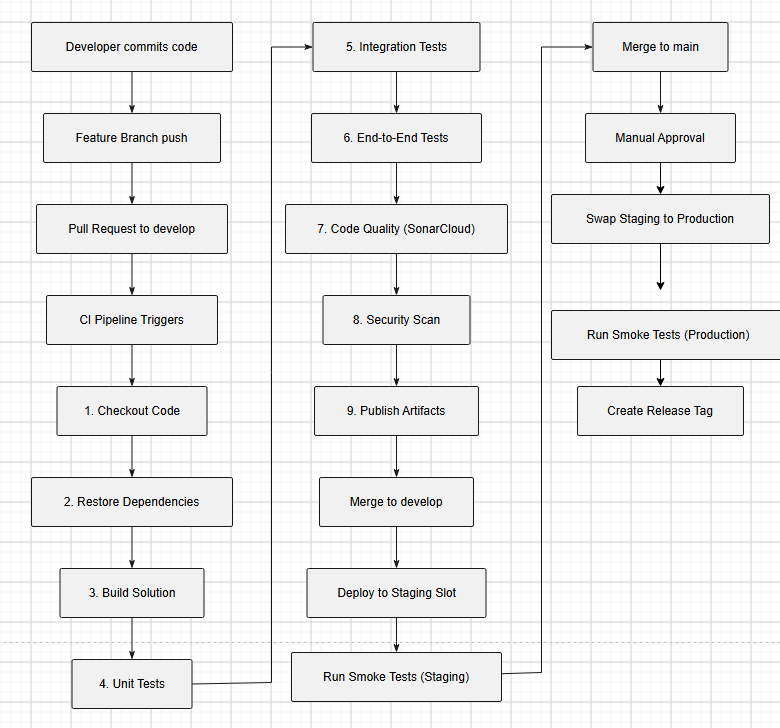 Developer commits code
Feature Branch push
Pull Request to develop
CI Pipeline Triggers
1. Checkout Code
2. Restore Dependencies
3. Build Solution
4. Unit Tests
5. Integration Tests
6. End-to-End Tests
7. Code Quality (SonarCloud)
8. Security Scan
9. Publish Artifacts
Merge to develop
Deploy to Staging Slot
Run Smoke Tests (Staging)
Merge to main
Manual Approval
Swap Staging to Production
Run Smoke Tests (Production)
Create Release Tag